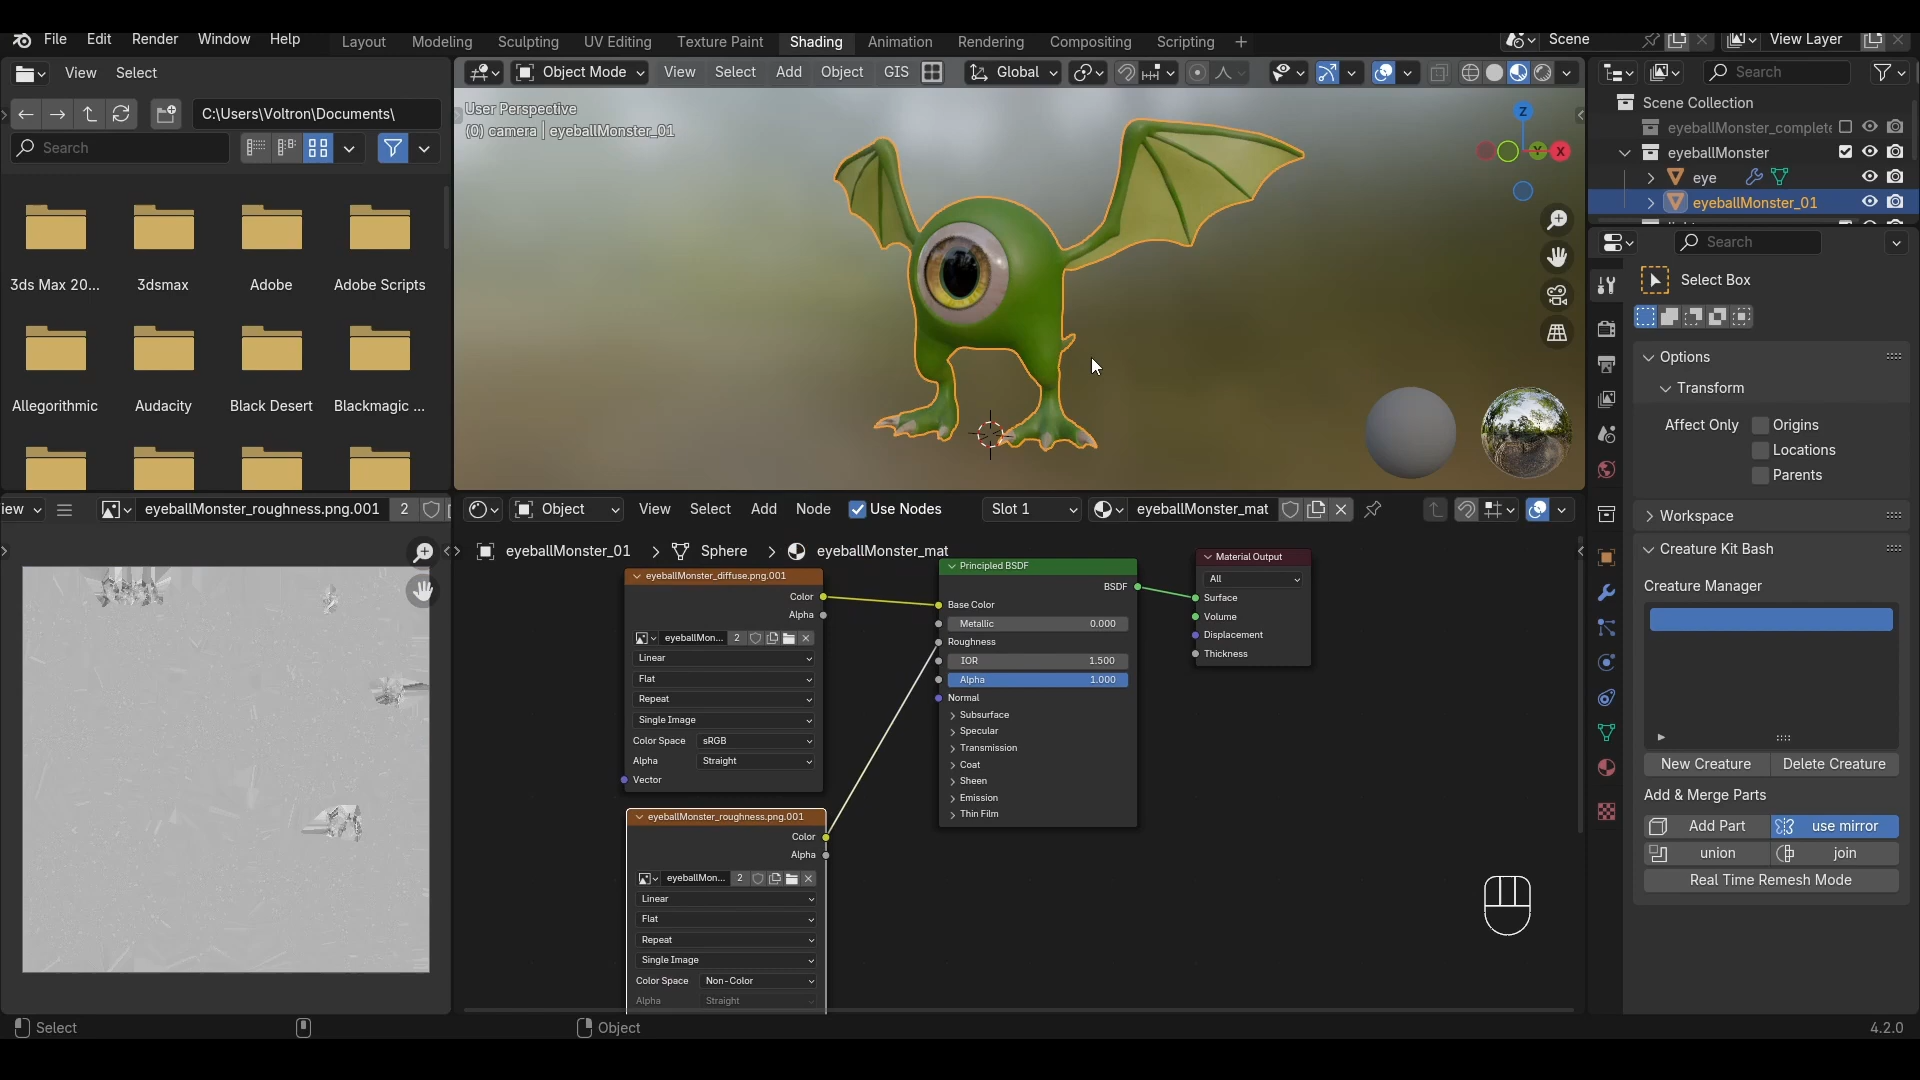 File Edit Render Window Help
Layout Modeling Sculpting UV Editing Texture Paint Shading Animation Rendering Compositing Scripting +
Scene
View Layer
View Select
C:\Users\Voltron\Documents\
Search
3ds Max 20... 3dsmax Adobe Adobe Scripts
Allegorithmic Audacity Black Desert Blackmagic ...
Object Mode View Select Add Object GIS Global
User Perspective
(0) camera | eyeballMonster_01
Z
Y
X
Search
Scene Collection
eyeballMonster_complete
eyeballMonster
eye
eyeballMonster_01
Search
Select Box
Options
Transform
Affect Only Origins
Locations
Parents
Workspace
Creature Kit Bash
Creature Manager
New Creature Delete Creature
Add & Merge Parts
Add Part use mirror
union join
Real Time Remesh Mode
iew eyeballMonster_roughness.png.001 2
Object View Select Add Node Use Nodes Slot 1 eyeballMonster_mat
eyeballMonster_01 > Sphere > eyeballMonster_mat
eyeballMonster_diffuse.png.001
Color
Alpha
eyeballMon... 2
Linear
Flat
Repeat
Single Image
Color Space sRGB
Alpha Straight
Vector
eyeballMonster_roughness.png.001
Color
Alpha
eyeballMon... 2
Linear
Flat
Repeat
Single Image
Color Space Non-Color
Alpha Straight
Principled BSDF
BSDF
Base Color
Metallic 0.000
Roughness
IOR 1.500
Alpha 1.000
Normal
Subsurface
Specular
Transmission
Coat
Sheen
Emission
Thin Film
Material Output
All
Surface
Volume
Displacement
Thickness
Select
Object
4.2.0